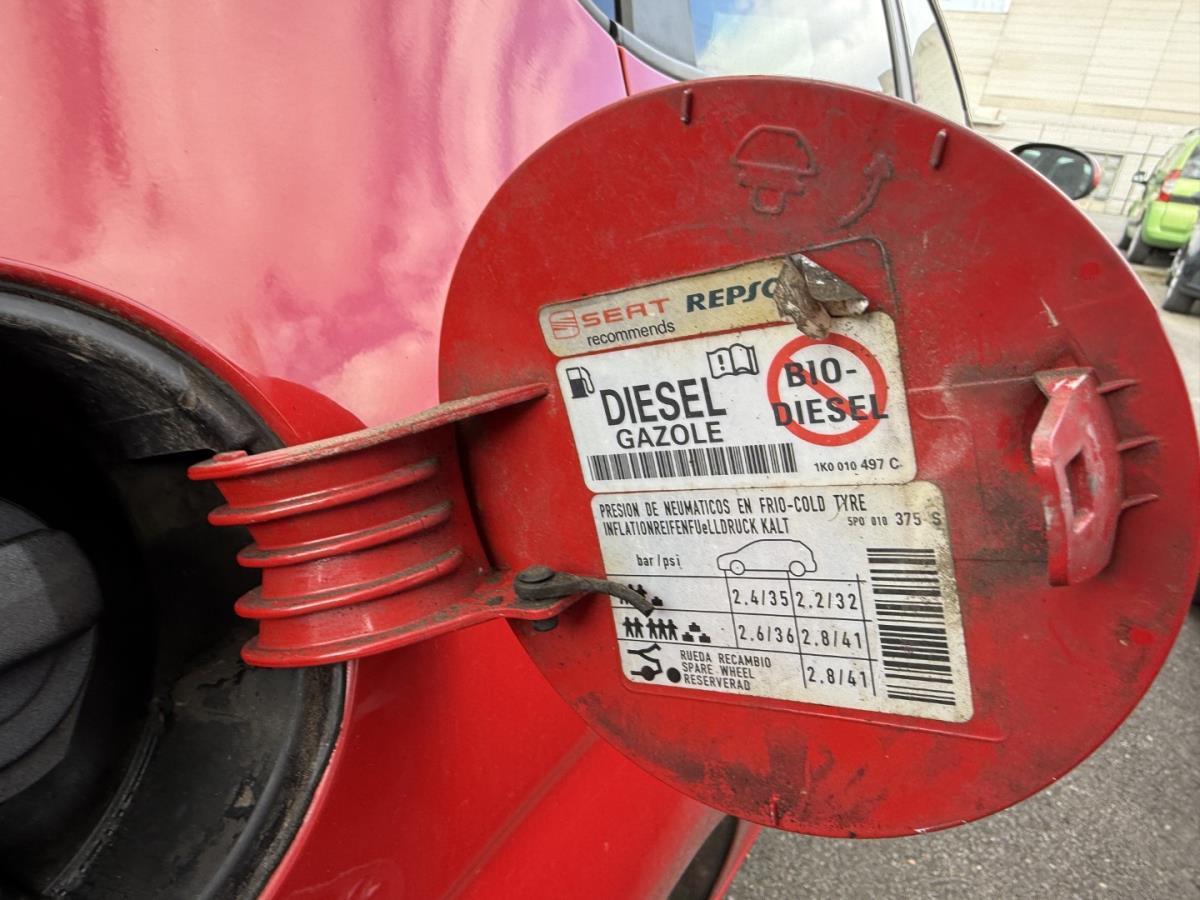 SEAT REPSO
recommends
DIESEL
GAZOLE
BIO-
DIESEL
1K0 010 497 C
PRESION DE NEUMATICOS EN FRIO-COLD TYRE
INFLATIONREIFENFUeLLDRUCK KALT
5P0 010 375 S
bar/psi
2.4/35 2.2/32
2.6/36 2.8/41
RUEDA RECAMBIO
SPARE WHEEL
RESERVERAD
2.8/41